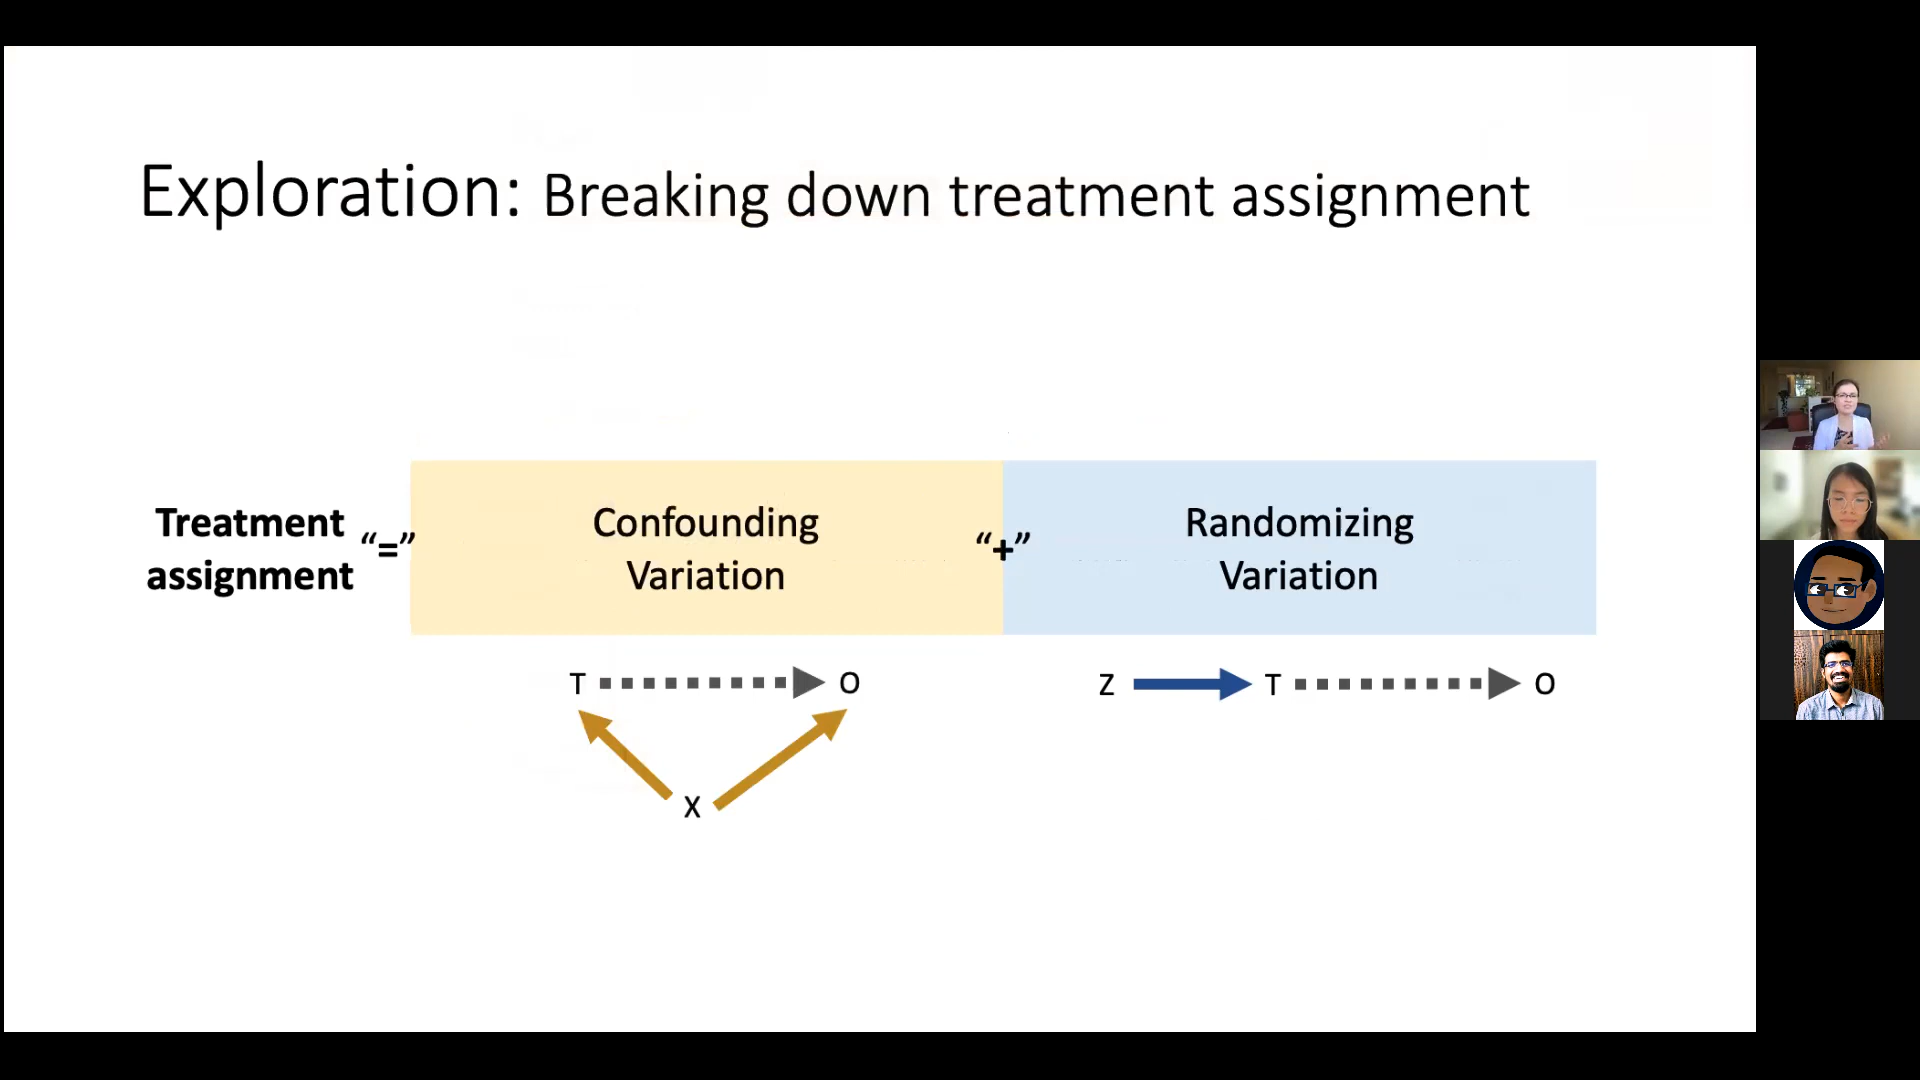 Exploration: Breaking down treatment assignment
Treatment
assignment
“=”
Confounding
Variation
“+”
Randomizing
Variation
T
O
X
Z
T
O